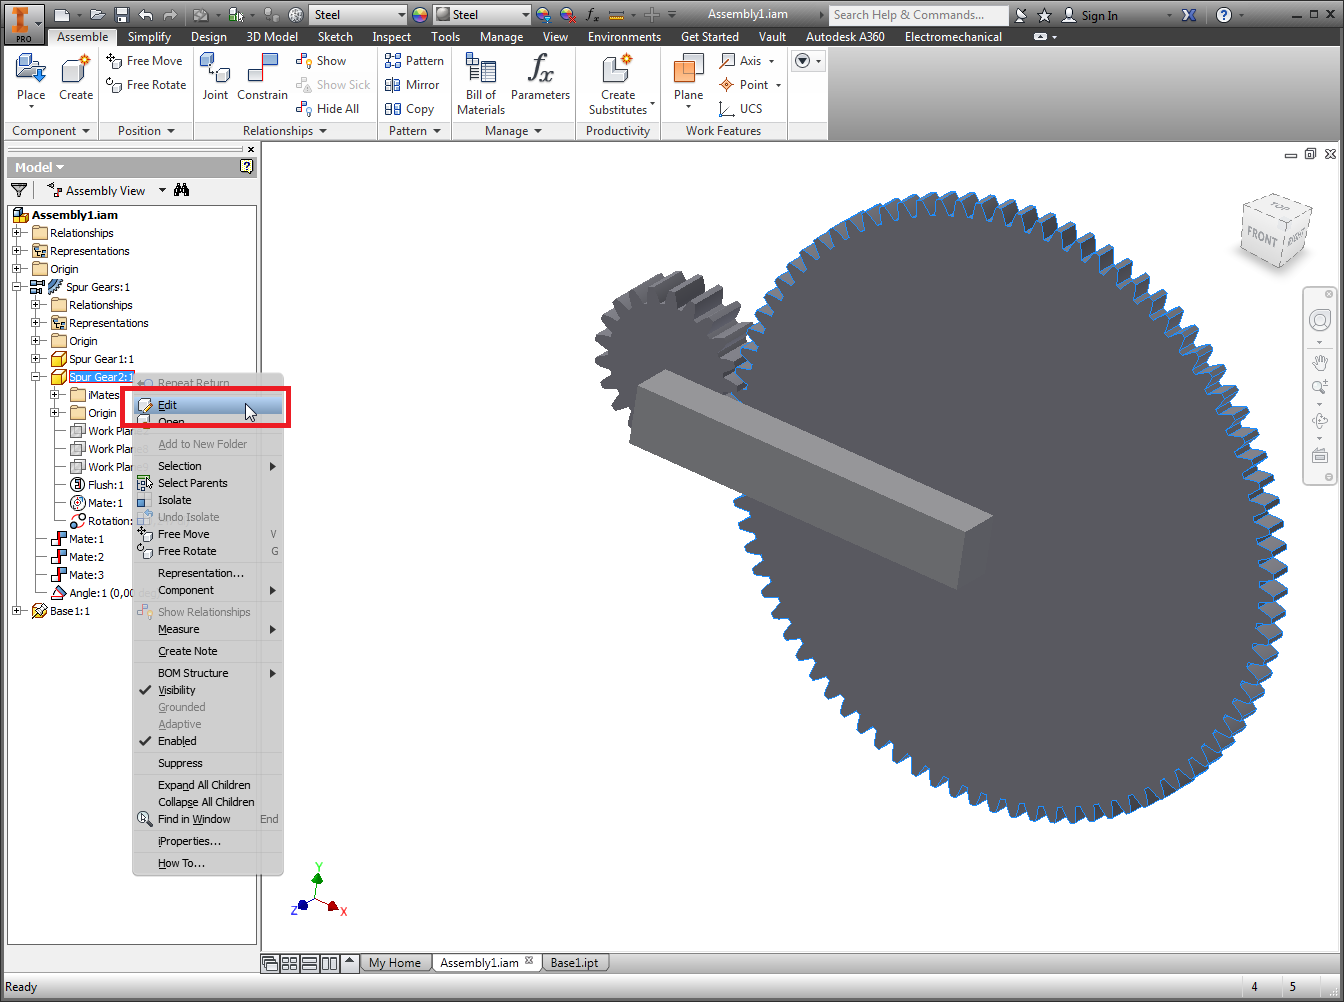 PRO
Steel
Steel
Assembly1.iam
Search Help & Commands...
Sign In
Assemble Simplify Design 3D Model Sketch Inspect Tools Manage View Environments Get Started Vault Autodesk A360 Electromechanical
Place
Create
Component
Free Move
Free Rotate
Position
Joint
Constrain
Show
Show Sick
Hide All
Relationships
Pattern
Mirror
Copy
Pattern
Bill of
Materials
fx
Parameters
Manage
Create
Substitutes
Productivity
Plane
Axis
Point
UCS
Work Features
Model
Assembly View
Assembly1.iam
Relationships
Representations
Origin
Spur Gears:1
Relationships
Representations
Origin
Spur Gear1:1
Spur Gear2:1
iMates
Origin
Work Plan
Work Plan
Work Plan
Flush:1
Mate:1
Rotation:
Mate:1
Mate:2
Mate:3
Angle:1 (0,00
Base1:1
Repeat Return
Edit
Open
Add to New Folder
Selection
Select Parents
Isolate
Undo Isolate
Free Move V
Free Rotate G
Representation...
Component
Show Relationships
Measure
Create Note
BOM Structure
Visibility
Grounded
Adaptive
Enabled
Suppress
Expand All Children
Collapse All Children
Find in Window End
iProperties...
How To...
TOP
FRONT
RIGHT
Y
Z
X
My Home
Assembly1.iam
Base1.ipt
Ready
4 5